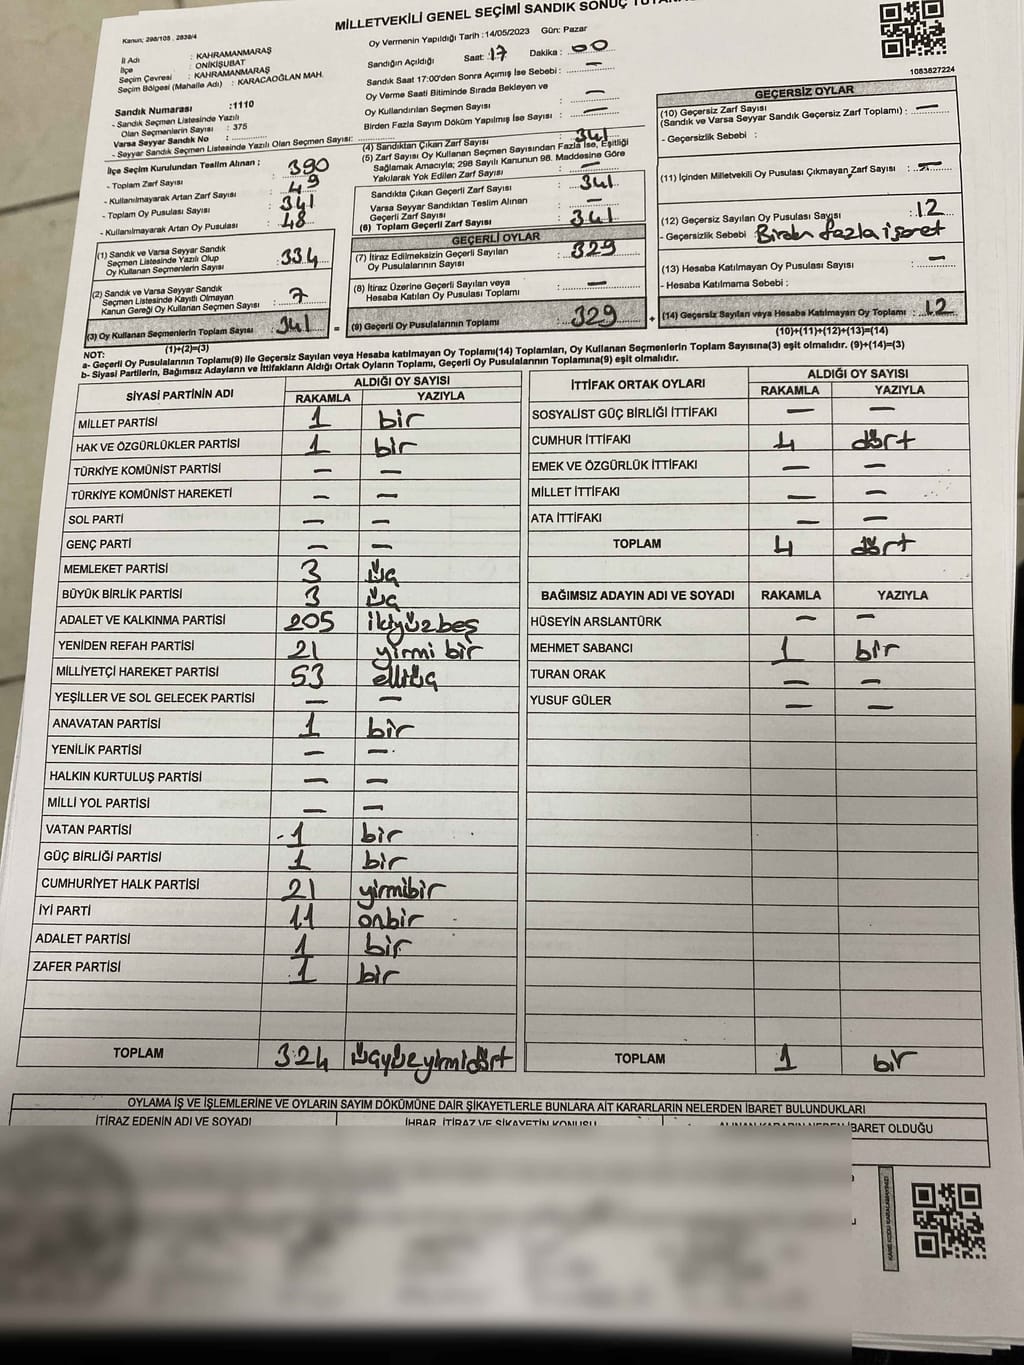 MİLLETVEKİLİ GENEL SEÇİMİ SANDIK SONUÇ
Kanun; 298/105 . 2839/4
İl Adı : KAHRAMANMARAŞ
İlçe : ONİKİŞUBAT
Seçim Çevresi : KAHRAMANMARAŞ
Seçim Bölgesi (Mahalle Adı) : KARACAOĞLAN MAH.
Sandık Numarası :1110
- Sandık Seçmen Listesinde Yazılı
Olan Seçmenlerin Sayısı : 375
Varsa Seyyar Sandık No :
- Seyyar Sandık Seçmen Listesinde Yazılı Olan Seçmen Sayısı:
İlçe Seçim Kurulundan Teslim Alınan ;
- Toplam Zarf Sayısı : 390
- Kullanılmayarak Artan Zarf Sayısı : 49
- Toplam Oy Pusulası Sayısı : 341
- Kullanılmayarak Artan Oy Pusulası : 48
(1) Sandık ve Varsa Seyyar Sandık
Seçmen Listesinde Yazılı Olup
Oy Kullanan Seçmenlerin Sayısı : 334
(2) Sandık ve Varsa Seyyar Sandık
Seçmen Listesinde Kayıtlı Olmayan
Kanun Gereği Oy Kullanan Seçmen Sayısı : 7
(3) Oy Kullanan Seçmenlerin Toplam Sayısı : 341 =
(1)+(2)=(3)
Oy Vermenin Yapıldığı Tarih :14/05/2023 Gün: Pazar
Sandığın Açıldığı Saat: 17 Dakika : 00
Sandık Saat 17:00'den Sonra Açımış İse Sebebi : —
Oy Verme Saati Bitiminde Sırada Bekleyen ve
Oy Kullandırılan Seçmen Sayısı : —
Birden Fazla Sayım Döküm Yapılmış İse Sayısı : —
(4) Sandıktan Çıkan Zarf Sayısı : 341
(5) Zarf Sayısı Oy Kullanan Seçmen Sayısından Fazla İse, Eşitliği
Sağlamak Amacıyla; 298 Sayılı Kanunun 98. Maddesine Göre
Yakılarak Yok Edilen Zarf Sayısı : —
Sandıkta Çıkan Geçerli Zarf Sayısı : 341
Varsa Seyyar Sandıktan Teslim Alınan
Geçerli Zarf Sayısı : —
(6) Toplam Geçerli Zarf Sayısı : 341
GEÇERLİ OYLAR
(7) İtiraz Edilmeksizin Geçerli Sayılan
Oy Pusulalarının Sayısı : 329
(8) İtiraz Üzerine Geçerli Sayılan veya
Hesaba Katılan Oy Pusulası Toplamı : —
(9) Geçerli Oy Pusulalarının Toplamı : 329 +
1083827224
GEÇERSİZ OYLAR
(10) Geçersiz Zarf Sayısı
(Sandık ve Varsa Seyyar Sandık Geçersiz Zarf Toplamı) : —
- Geçersizlik Sebebi :
(11) İçinden Milletvekili Oy Pusulası Çıkmayan Zarf Sayısı : —
(12) Geçersiz Sayılan Oy Pusulası Sayısı : 12
- Geçersizlik Sebebi : Birden fazla işaret
(13) Hesaba Katılmayan Oy Pusulası Sayısı : —
- Hesaba Katılmama Sebebi :
(14) Geçersiz Sayılan veya Hesaba Katılmayan Oy Toplamı : 12
(10)+(11)+(12)+(13)=(14)
NOT:
a- Geçerli Oy Pusulalarının Toplamı(9) ile Geçersiz Sayılan veya Hesaba katılmayan Oy Toplamı(14) Toplamları, Oy Kullanan Seçmenlerin Toplam Sayısına(3) eşit olmalıdır. (9)+(14)=(3)
b- Siyasi Partilerin, Bağımsız Adayların ve İttifakların Aldığı Ortak Oyların Toplamı, Geçerli Oy Pusulalarının Toplamına(9) eşit olmalıdır.
SİYASİ PARTİNİN ADI ALDIĞI OY SAYISI
RAKAMLA YAZIYLA
MİLLET PARTİSİ 1 bir
HAK VE ÖZGÜRLÜKLER PARTİSİ 1 bir
TÜRKİYE KOMÜNİST PARTİSİ — —
TÜRKİYE KOMÜNİST HAREKETİ — —
SOL PARTİ — —
GENÇ PARTİ — —
MEMLEKET PARTİSİ 3 üç
BÜYÜK BİRLİK PARTİSİ 3 üç
ADALET VE KALKINMA PARTİSİ 205 ikiyüzbeş
YENİDEN REFAH PARTİSİ 21 yirmi bir
MİLLİYETÇİ HAREKET PARTİSİ 53 elliüç
YEŞİLLER VE SOL GELECEK PARTİSİ — —
ANAVATAN PARTİSİ 1 bir
YENİLİK PARTİSİ — —
HALKIN KURTULUŞ PARTİSİ — —
MİLLİ YOL PARTİSİ — —
VATAN PARTİSİ 1 bir
GÜÇ BİRLİĞİ PARTİSİ 1 bir
CUMHURİYET HALK PARTİSİ 21 yirmibir
İYİ PARTİ 11 onbir
ADALET PARTİSİ 1 bir
ZAFER PARTİSİ 1 bir
TOPLAM 324 üçyüzyirmidört
İTTİFAK ORTAK OYLARI ALDIĞI OY SAYISI
RAKAMLA YAZIYLA
SOSYALİST GÜÇ BİRLİĞİ İTTİFAKI — —
CUMHUR İTTİFAKI 4 dört
EMEK VE ÖZGÜRLÜK İTTİFAKI — —
MİLLET İTTİFAKI — —
ATA İTTİFAKI — —
TOPLAM 4 dört
BAĞIMSIZ ADAYIN ADI VE SOYADI RAKAMLA YAZIYLA
HÜSEYİN ARSLANTÜRK — —
MEHMET SABANCI 1 bir
TURAN ORAK — —
YUSUF GÜLER — —
TOPLAM 1 bir
OYLAMA İŞ VE İŞLEMLERİNE VE OYLARIN SAYIM DÖKÜMÜNE DAİR ŞİKAYETLERLE BUNLARA AİT KARARLARIN NELERDEN İBARET BULUNDUKLARI
İTİRAZ EDENİN ADI VE SOYADI İHBAR, İTİRAZ VE ŞİKAYETİN KONUSU ALINAN KARARIN NEDEN İBARET OLDUĞU